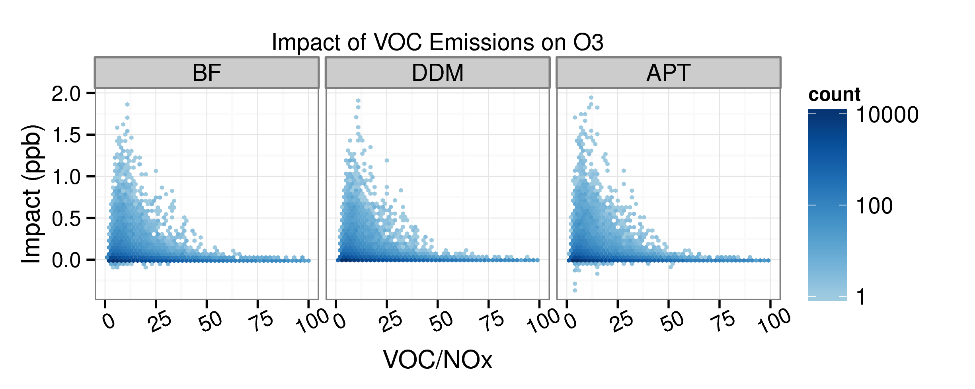 Impact of VOC Emissions on O3
BF DDM APT
Impact (ppb)
2.0
1.5
1.0
0.5
0.0
0 25 50 75 100 0 25 50 75 100 0 25 50 75 100
VOC/NOx
count
10000
100
1